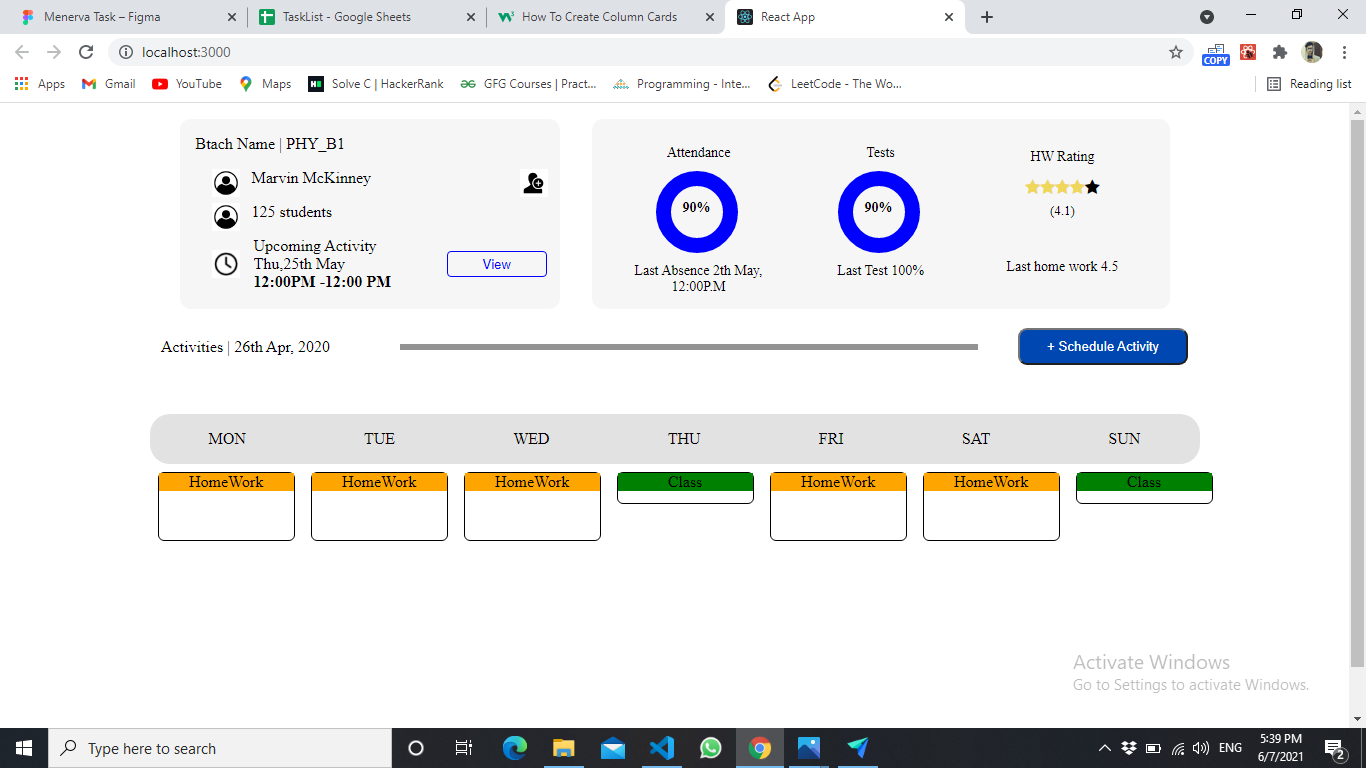 Menerva Task – Figma
TaskList - Google Sheets
How To Create Column Cards
React App
localhost:3000
COPY
Apps
Gmail
YouTube
Maps
Solve C | HackerRank
GFG Courses | Pract...
Programming - Inte...
LeetCode - The Wo...
Reading list
Btach Name | PHY_B1
Marvin McKinney
125 students
Upcoming Activity
Thu,25th May
12:00PM -12:00 PM
View
Attendance
90%
Last Absence 2th May,
12:00P.M
Tests
90%
Last Test 100%
HW Rating
(4.1)
Last home work 4.5
Activities | 26th Apr, 2020
+ Schedule Activity
MON TUE WED THU FRI SAT SUN
HomeWork HomeWork HomeWork Class HomeWork HomeWork Class
Activate Windows
Go to Settings to activate Windows.
Type here to search
ENG
5:39 PM
6/7/2021
2